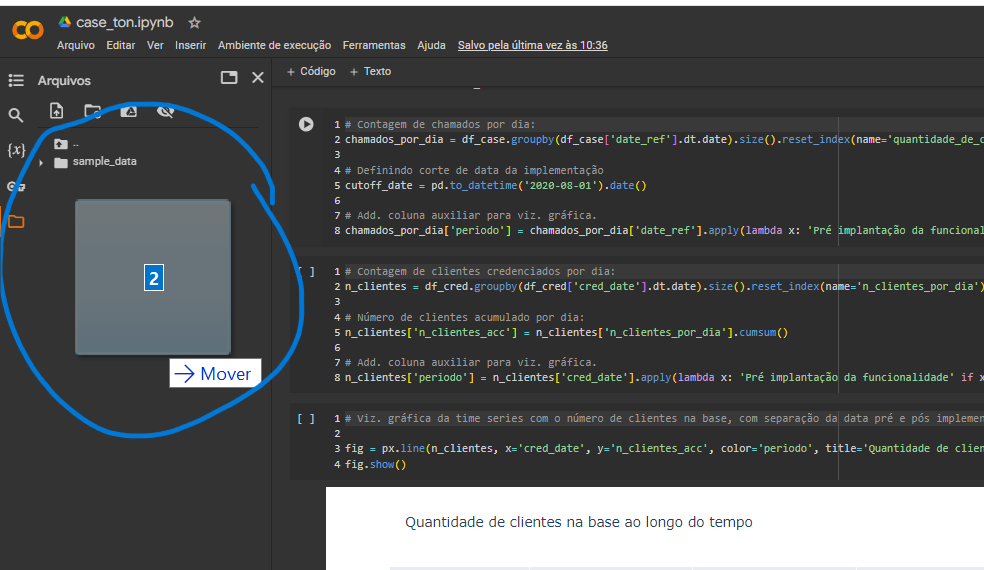 case_ton.ipynb
Arquivo Editar Ver Inserir Ambiente de execução Ferramentas Ajuda Salvo pela última vez às 10:36
Arquivos
+ Código + Texto
..
sample_data
{x}
2
Mover
1 # Contagem de chamados por dia:
2 chamados_por_dia = df_case.groupby(df_case['date_ref'].dt.date).size().reset_index(name='quantidade_de_c
3
4 # Definindo corte de data da implementação
5 cutoff_date = pd.to_datetime('2020-08-01').date()
6
7 # Add. coluna auxiliar para viz. gráfica.
8 chamados_por_dia['periodo'] = chamados_por_dia['date_ref'].apply(lambda x: 'Pré implantação da funcional
[ ]
1 # Contagem de clientes credenciados por dia:
2 n_clientes = df_cred.groupby(df_cred['cred_date'].dt.date).size().reset_index(name='n_clientes_por_dia')
3
4 # Número de clientes acumulado por dia:
5 n_clientes['n_clientes_acc'] = n_clientes['n_clientes_por_dia'].cumsum()
6
7 # Add. coluna auxiliar para viz. gráfica.
8 n_clientes['periodo'] = n_clientes['cred_date'].apply(lambda x: 'Pré implantação da funcionalidade' if x
[ ]
1 # Viz. gráfica da time series com o número de clientes na base, com separação da data pré e pós implemen
2
3 fig = px.line(n_clientes, x='cred_date', y='n_clientes_acc', color='periodo', title='Quantidade de clien
4 fig.show()
Quantidade de clientes na base ao longo do tempo